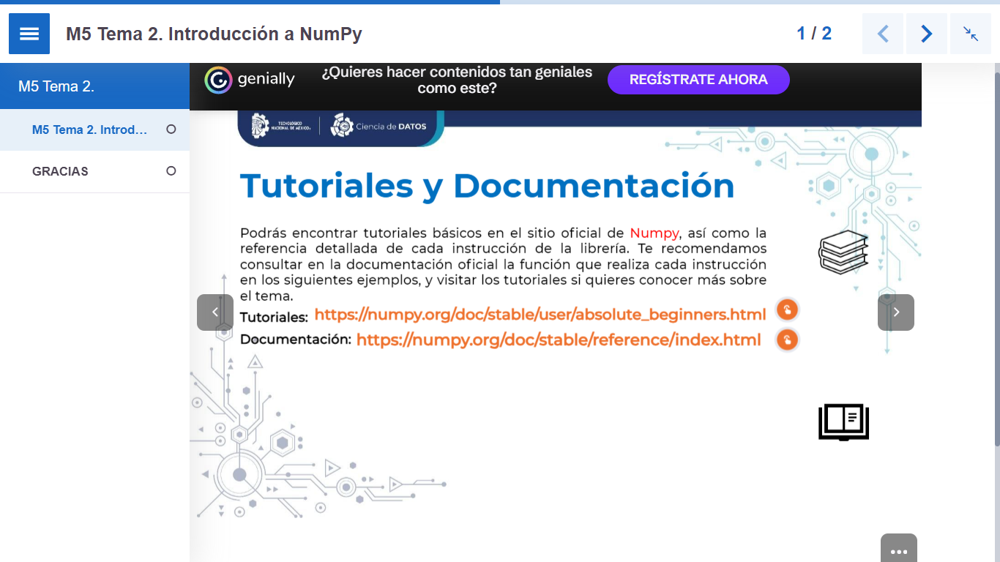 M5 Tema 2. Introducción a NumPy
1 / 2
M5 Tema 2.
M5 Tema 2. Introd...
GRACIAS
genially
¿Quieres hacer contenidos tan geniales
como este?
REGÍSTRATE AHORA
TECNOLÓGICO
NACIONAL DE MÉXICO
Ciencia de DATOS
Tutoriales y Documentación
Podrás encontrar tutoriales básicos en el sitio oficial de Numpy, así como la
referencia detallada de cada instrucción de la librería. Te recomendamos
consultar en la documentación oficial la función que realiza cada instrucción
en los siguientes ejemplos, y visitar los tutoriales si quieres conocer más sobre
el tema.
Tutoriales: https://numpy.org/doc/stable/user/absolute_beginners.html
Documentación: https://numpy.org/doc/stable/reference/index.html